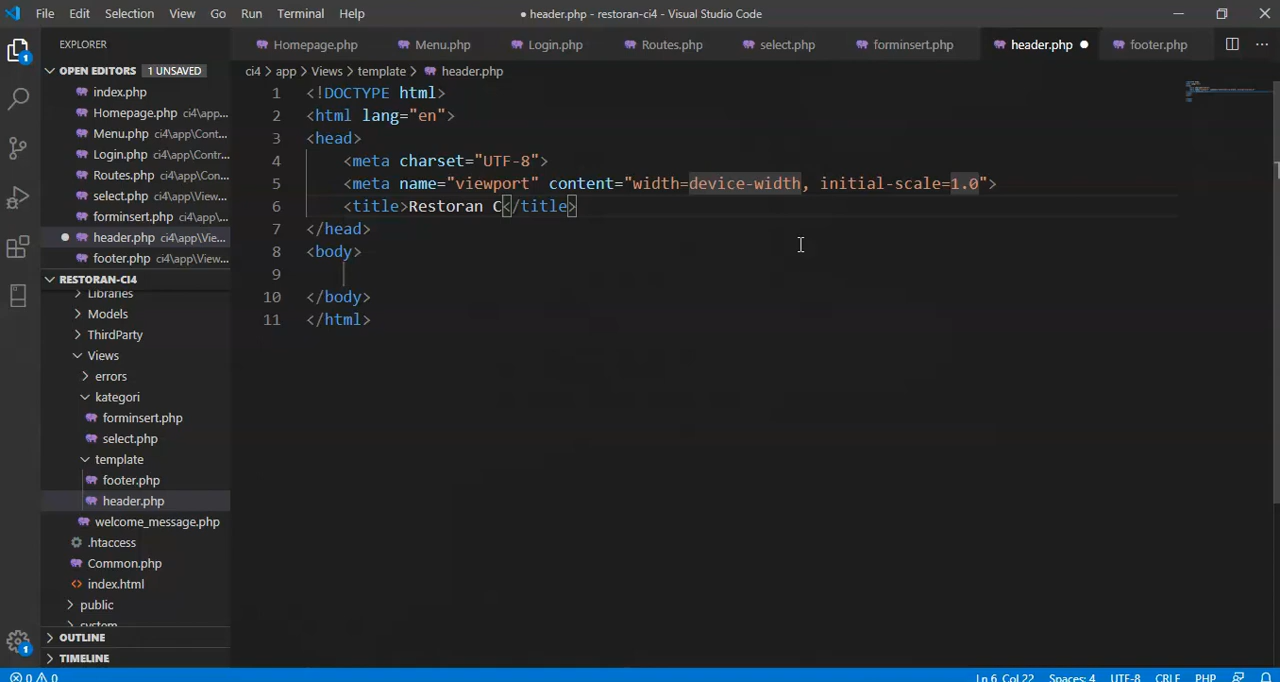 File Edit Selection View Go Run Terminal Help
● header.php - restoran-ci4 - Visual Studio Code
EXPLORER
Homepage.php Menu.php Login.php Routes.php select.php forminsert.php header.php footer.php
OPEN EDITORS 1 UNSAVED
ci4 > app > Views > template > header.php
index.php
Homepage.php ci4\app...
Menu.php ci4\app\Cont...
Login.php ci4\app\Contr...
Routes.php ci4\app\Con...
select.php ci4\app\View...
forminsert.php ci4\app\...
header.php ci4\app\Vie...
footer.php ci4\app\View...
RESTORAN-CI4
Libraries
Models
ThirdParty
Views
errors
kategori
forminsert.php
select.php
template
footer.php
header.php
welcome_message.php
.htaccess
Common.php
index.html
public
system
OUTLINE
TIMELINE
1 <!DOCTYPE html>
2 <html lang="en">
3 <head>
4 <meta charset="UTF-8">
5 <meta name="viewport" content="width=device-width, initial-scale=1.0">
6 <title>Restoran C</title>
7 </head>
8 <body>
9
10 </body>
11 </html>
1
1
0 0 Ln 6, Col 22 Spaces: 4 UTF-8 CRLF PHP